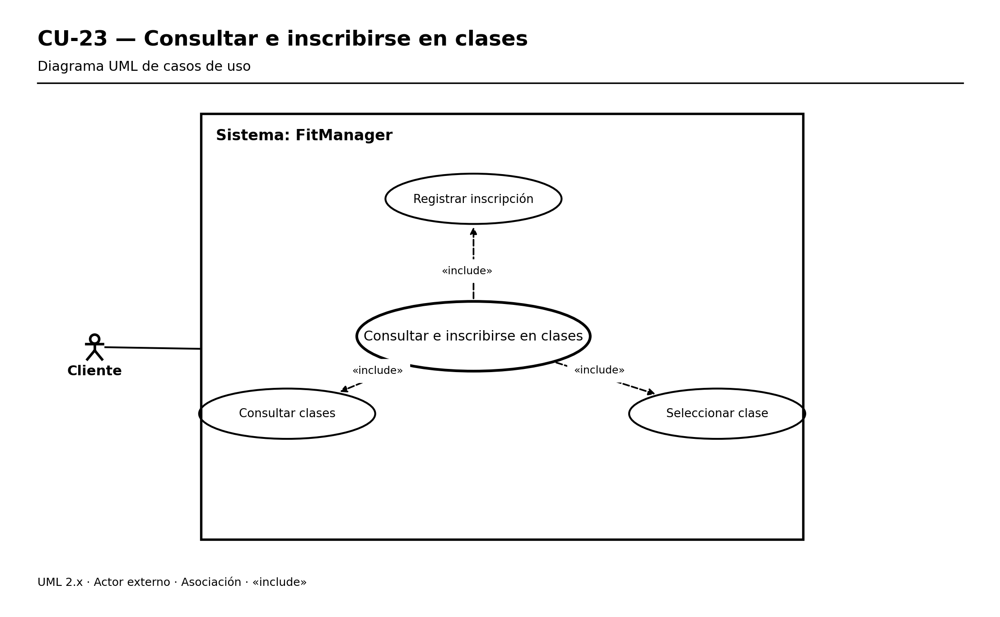 CU-23 — Consultar e inscribirse en clases
Diagrama UML de casos de uso
Sistema: FitManager
Registrar inscripción
«include»
Consultar e inscribirse en clases
«include»
«include»
Cliente
Consultar clases
Seleccionar clase
UML 2.x · Actor externo · Asociación · «include»